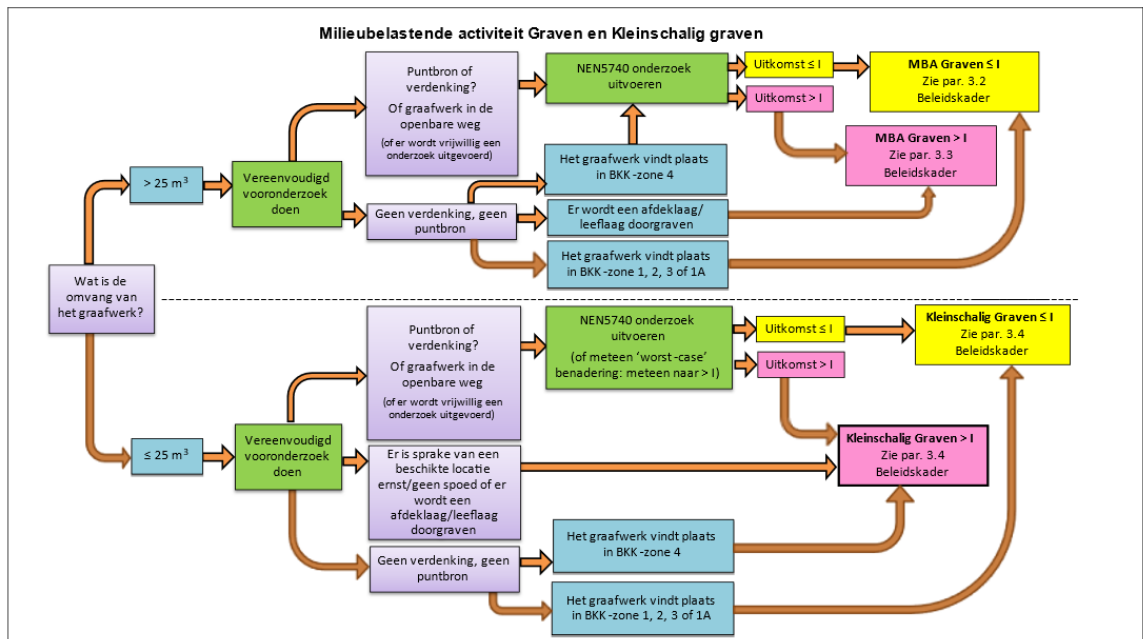 Milieubelastende activiteit Graven en Kleinschalig graven
Wat is de
omvang van
het graafwerk?
> 25 m³
Vereenvoudigd
vooronderzoek
doen
Puntbron of
verdenking?
Of graafwerk in de
openbare weg
(of er wordt vrijwillig een
onderzoek uitgevoerd)
NEN5740 onderzoek
uitvoeren
Uitkomst ≤ I
MBA Graven ≤ I
Zie par. 3.2
Beleidskader
Uitkomst > I
MBA Graven > I
Zie par. 3.3
Beleidskader
Geen verdenking, geen
puntbron
Het graafwerk vindt plaats
in BKK-zone 4
Er wordt een afdeklaag/
leeflaag doorgraven
Het graafwerk vindt plaats
in BKK-zone 1, 2, 3 of 1A
≤ 25 m³
Vereenvoudigd
vooronderzoek
doen
Puntbron of
verdenking?
Of graafwerk in de
openbare weg
(of er wordt vrijwillig een
onderzoek uitgevoerd)
NEN5740 onderzoek
uitvoeren
(of meteen ‘worst-case’
benadering: meteen naar > I)
Uitkomst ≤ I
Kleinschalig Graven ≤ I
Zie par. 3.4
Beleidskader
Uitkomst > I
Kleinschalig Graven > I
Zie par. 3.4
Beleidskader
Er is sprake van een
beschikte locatie
ernst/geen spoed of er
wordt een
afdeklaag/leeflaag
doorgraven
Geen verdenking, geen
puntbron
Het graafwerk vindt plaats
in BKK-zone 4
Het graafwerk vindt plaats
in BKK-zone 1, 2, 3 of 1A